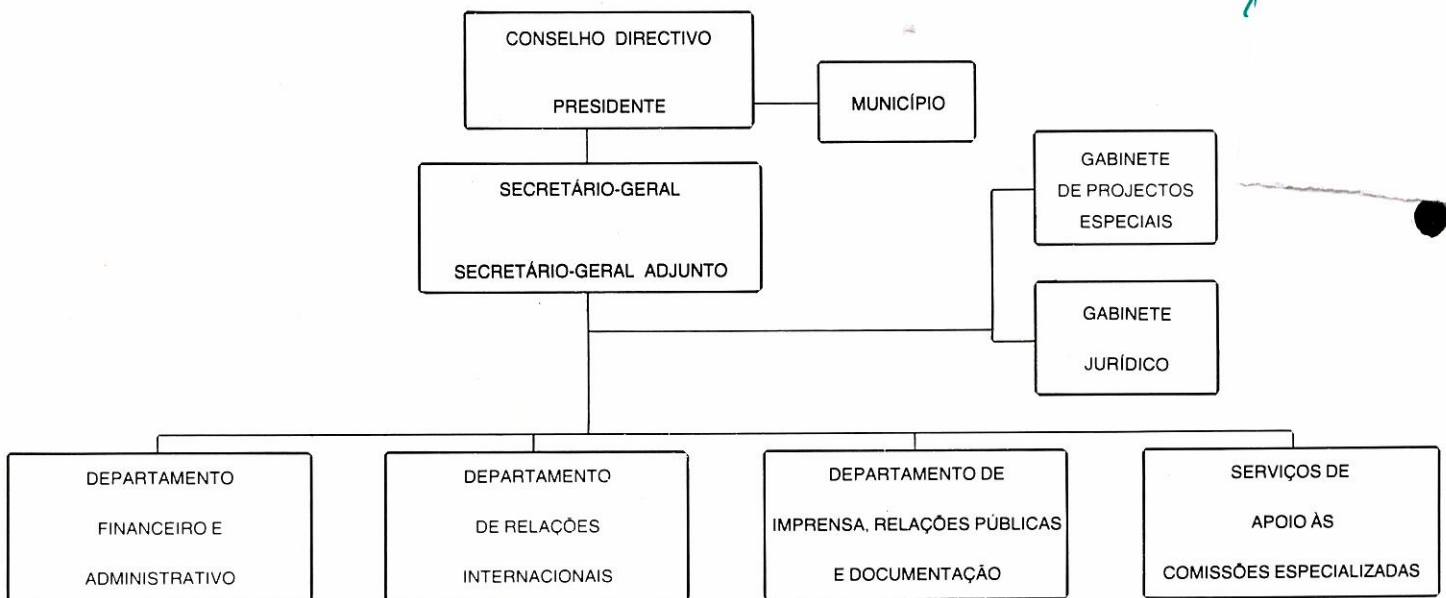 CONSELHO DIRECTIVO
PRESIDENTE
MUNICÍPIO
SECRETÁRIO-GERAL
SECRETÁRIO-GERAL ADJUNTO
GABINETE
DE PROJECTOS
ESPECIAIS
GABINETE
JURÍDICO
DEPARTAMENTO
FINANCEIRO E
ADMINISTRATIVO
DEPARTAMENTO
DE RELAÇÕES
INTERNACIONAIS
DEPARTAMENTO DE
IMPRENSA, RELAÇÕES PÚBLICAS
E DOCUMENTAÇÃO
SERVIÇOS DE
APOIO ÀS
COMISSÕES ESPECIALIZADAS